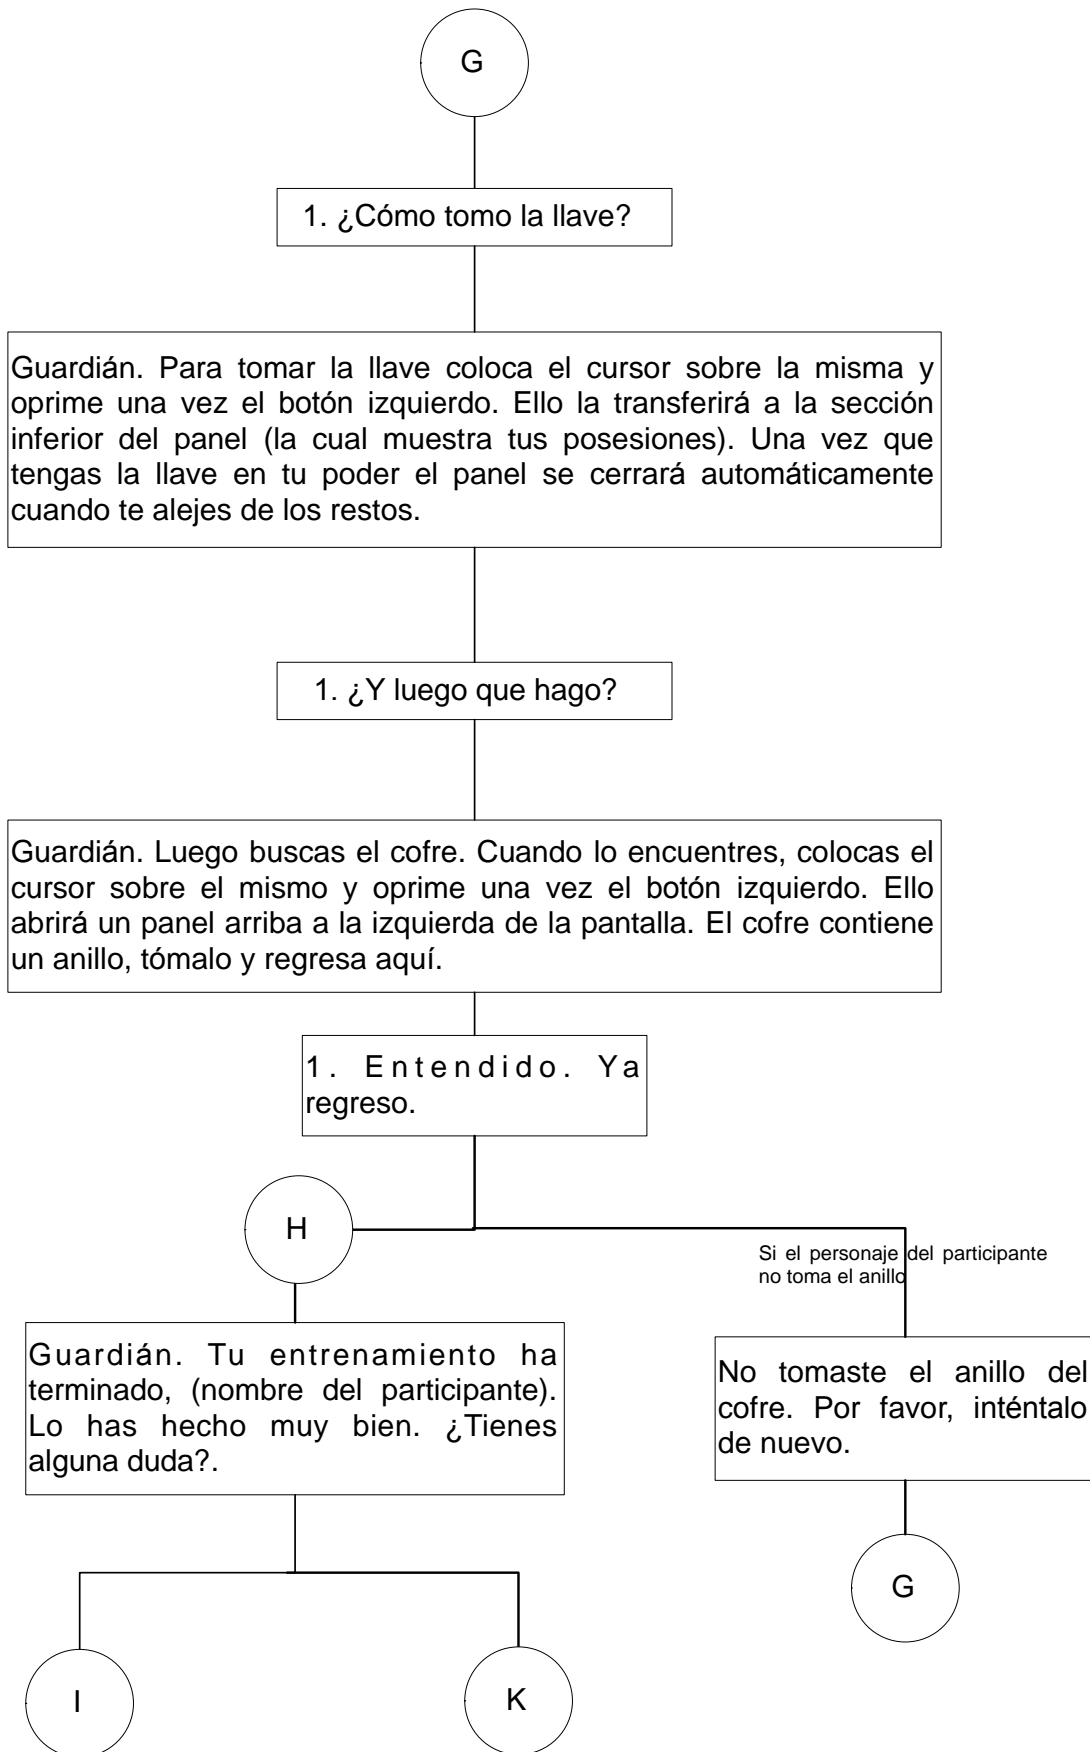 G
1. ¿Cómo tomo la llave?
Guardián. Para tomar la llave coloca el cursor sobre la misma y
oprime una vez el botón izquierdo. Ello la transferirá a la sección
inferior del panel (la cual muestra tus posesiones). Una vez que
tengas la llave en tu poder el panel se cerrará automáticamente
cuando te alejes de los restos.
1. ¿Y luego que hago?
Guardián. Luego buscas el cofre. Cuando lo encuentres, colocas el
cursor sobre el mismo y oprime una vez el botón izquierdo. Ello
abrirá un panel arriba a la izquierda de la pantalla. El cofre contiene
un anillo, tómalo y regresa aquí.
1. Entendido. Ya
regreso.
H
Si el personaje del participante
no toma el anillo
Guardián. Tu entrenamiento ha
terminado, (nombre del participante).
Lo has hecho muy bien. ¿Tienes
alguna duda?.
No tomaste el anillo del
cofre. Por favor, inténtalo
de nuevo.
G
I
K